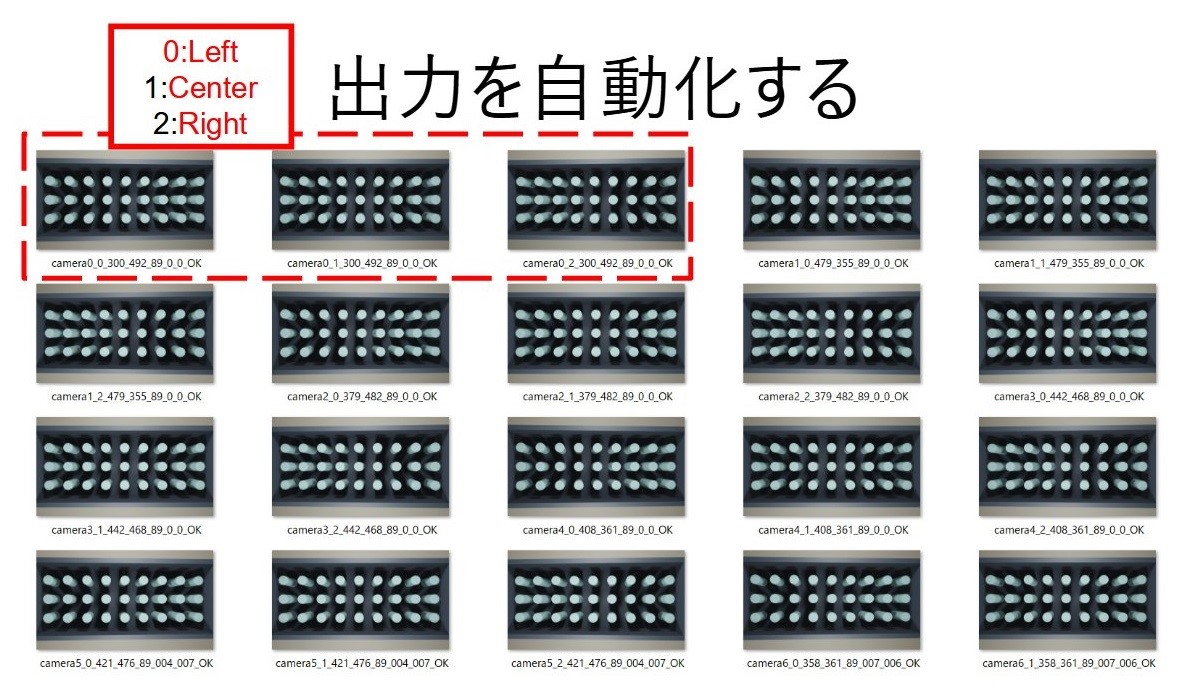 0:Left
1:Center
2:Right
出力を自動化する
camera0_0_300_492_89_0_0_OK
camera0_1_300_492_89_0_0_OK
camera0_2_300_492_89_0_0_OK
camera1_0_479_355_89_0_0_OK
camera1_1_479_355_89_0_0_OK
camera1_2_479_355_89_0_0_OK
camera2_0_379_482_89_0_0_OK
camera2_1_379_482_89_0_0_OK
camera2_2_379_482_89_0_0_OK
camera3_0_442_468_89_0_0_OK
camera3_1_442_468_89_0_0_OK
camera3_2_442_468_89_0_0_OK
camera4_0_408_361_89_0_0_OK
camera4_1_408_361_89_0_0_OK
camera4_2_408_361_89_0_0_OK
camera5_0_421_476_89_004_007_OK
camera5_1_421_476_89_004_007_OK
camera5_2_421_476_89_004_007_OK
camera6_0_358_361_89_007_006_OK
camera6_1_358_361_89_007_006_OK